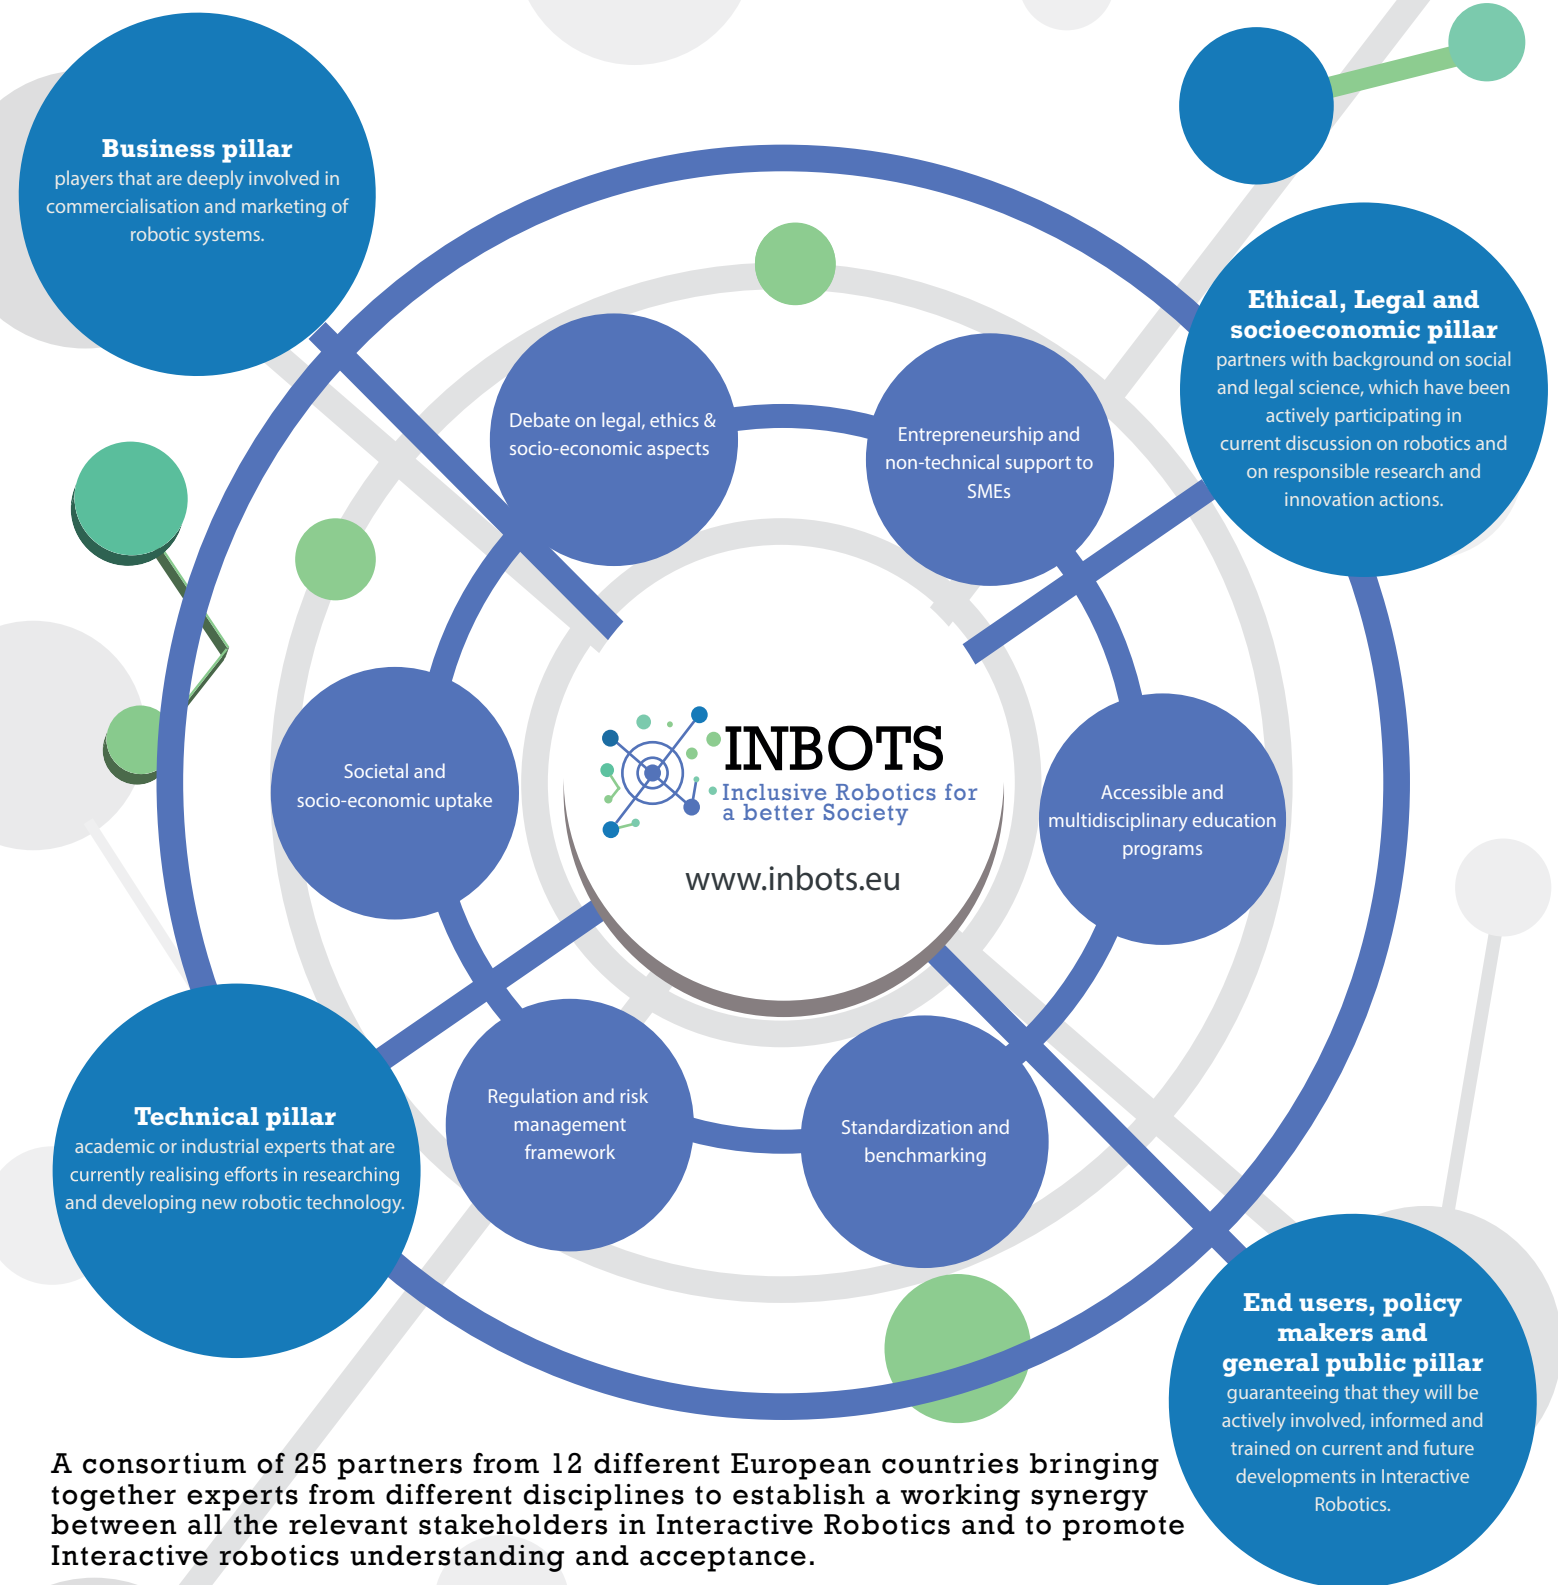 Business pillar
players that are deeply involved in
commercialisation and marketing of
robotic systems.
Ethical, Legal and
socioeconomic pillar
partners with background on social
and legal science, which have been
actively participating in
current discussion on robotics and
on responsible research and
innovation actions.
Debate on legal, ethics &
socio-economic aspects
Entrepreneurship and
non-technical support to
SMEs
Societal and
socio-economic uptake
INBOTS
Inclusive Robotics for
a better Society
www.inbots.eu
Accessible and
multidisciplinary education
programs
Regulation and risk
management
framework
Standardization and
benchmarking
Technical pillar
academic or industrial experts that are
currently realising efforts in researching
and developing new robotic technology.
End users, policy
makers and
general public pillar
guaranteeing that they will be
actively involved, informed and
trained on current and future
developments in Interactive
Robotics.
A consortium of 25 partners from 12 different European countries bringing
together experts from different disciplines to establish a working synergy
between all the relevant stakeholders in Interactive Robotics and to promote
Interactive robotics understanding and acceptance.